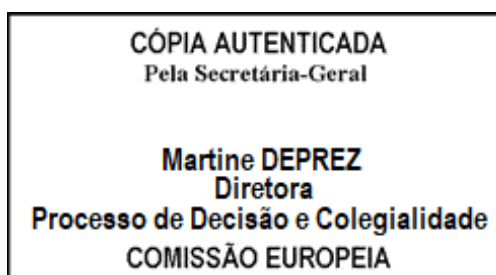 CÓPIA AUTENTICADA
Pela Secretária-Geral
Martine DEPREZ
Diretora
Processo de Decisão e Colegialidade
COMISSÃO EUROPEIA